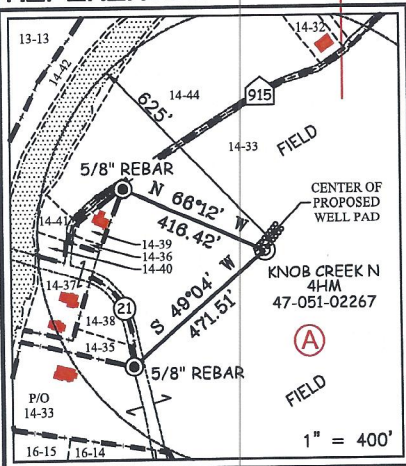 13-13
14-42
14-32
14-44
915
625'
14-33
FIELD
5/8" REBAR
N 66°12' W
416.42'
CENTER OF
PROPOSED
WELL PAD
14-41
14-39
14-36
14-40
KNOB CREEK N
4HM
47-051-02267
S 49°04' W
471.51'
14-37
21
14-38
14-35
A
5/8" REBAR
FIELD
P/O
14-33
16-15
16-14
1" = 400'